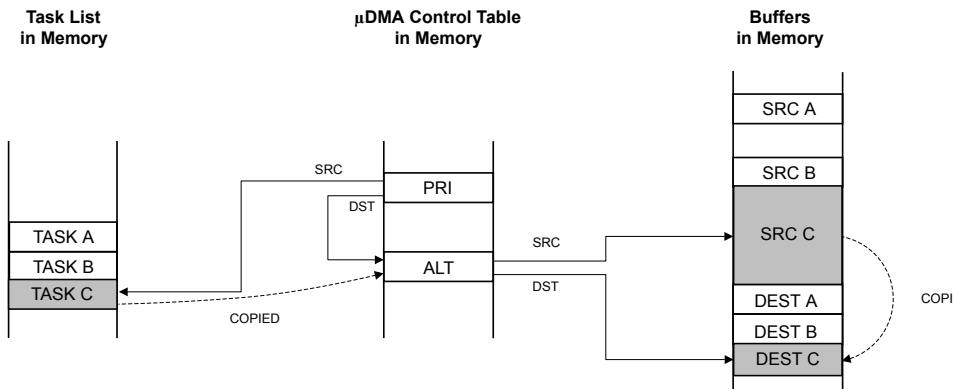 Task List
in Memory
µDMA Control Table
in Memory
Buffers
in Memory
SRC A
SRC B
SRC
PRI
DST
TASK A
TASK B
TASK C
ALT
SRC
DST
SRC C
COPIED
DEST A
DEST B
DEST C
COPI